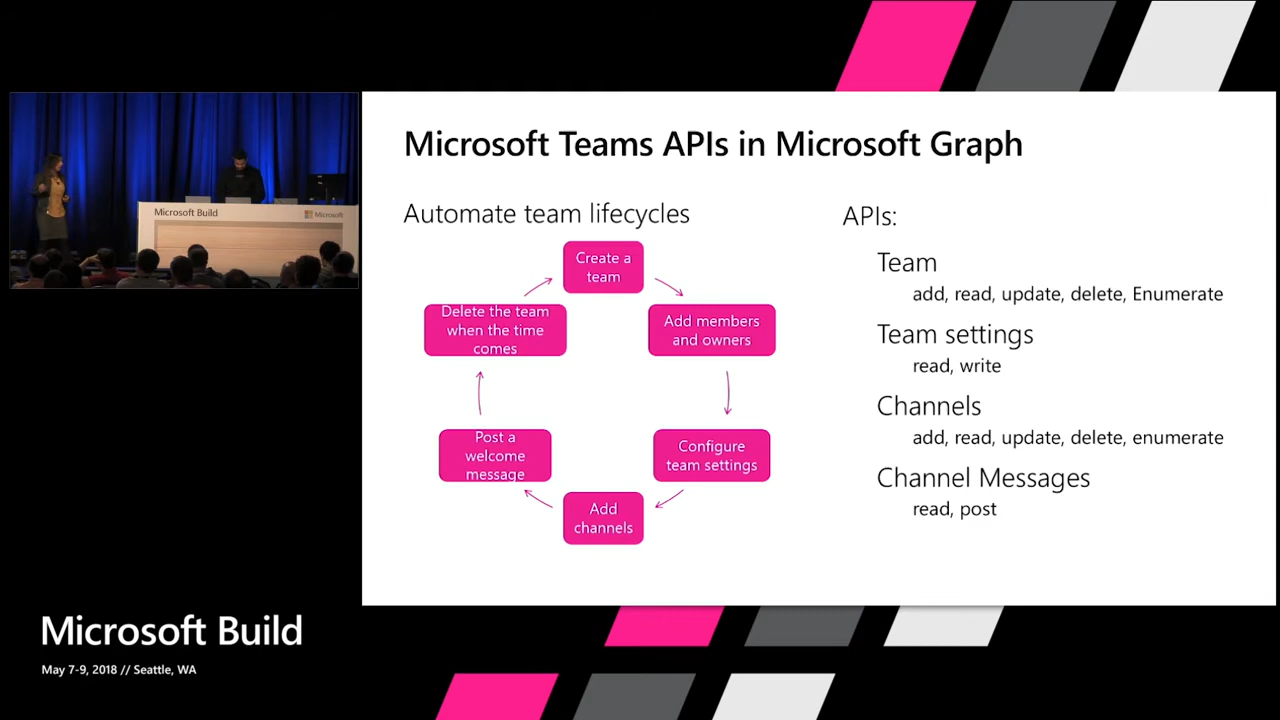 Microsoft Build
Microsoft
Microsoft Teams APIs in Microsoft Graph
Automate team lifecycles
Create a
team
Add members
and owners
Configure
team settings
Add
channels
Post a
welcome
message
Delete the team
when the time
comes
APIs:
Team
add, read, update, delete, Enumerate
Team settings
read, write
Channels
add, read, update, delete, enumerate
Channel Messages
read, post
Microsoft Build
May 7-9, 2018 // Seattle, WA